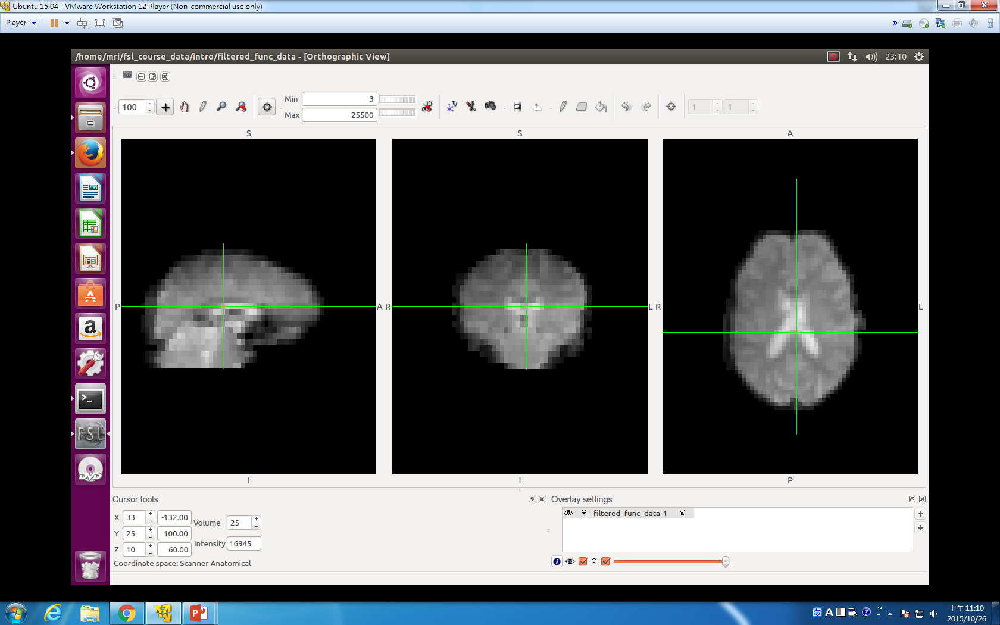 Ubuntu 15.04 - VMware Workstation 12 Player (Non-commercial use only)
Player
/home/mri/fsl_course_data/intro/filtered_func_data - [Orthographic View]
23:10
FSL
100
Min
3
Max
25500
1
1
S
S
A
P
A R
L R
L
I
I
P
Cursor tools
X 33 -132.00
Y 25 100.00
Z 10 60.00
Volume 25
Intensity 16945
Coordinate space: Scanner Anatomical
Overlay settings
filtered_func_data 1
A
a
FSL
DVD
A
下午 11:10
2015/10/26